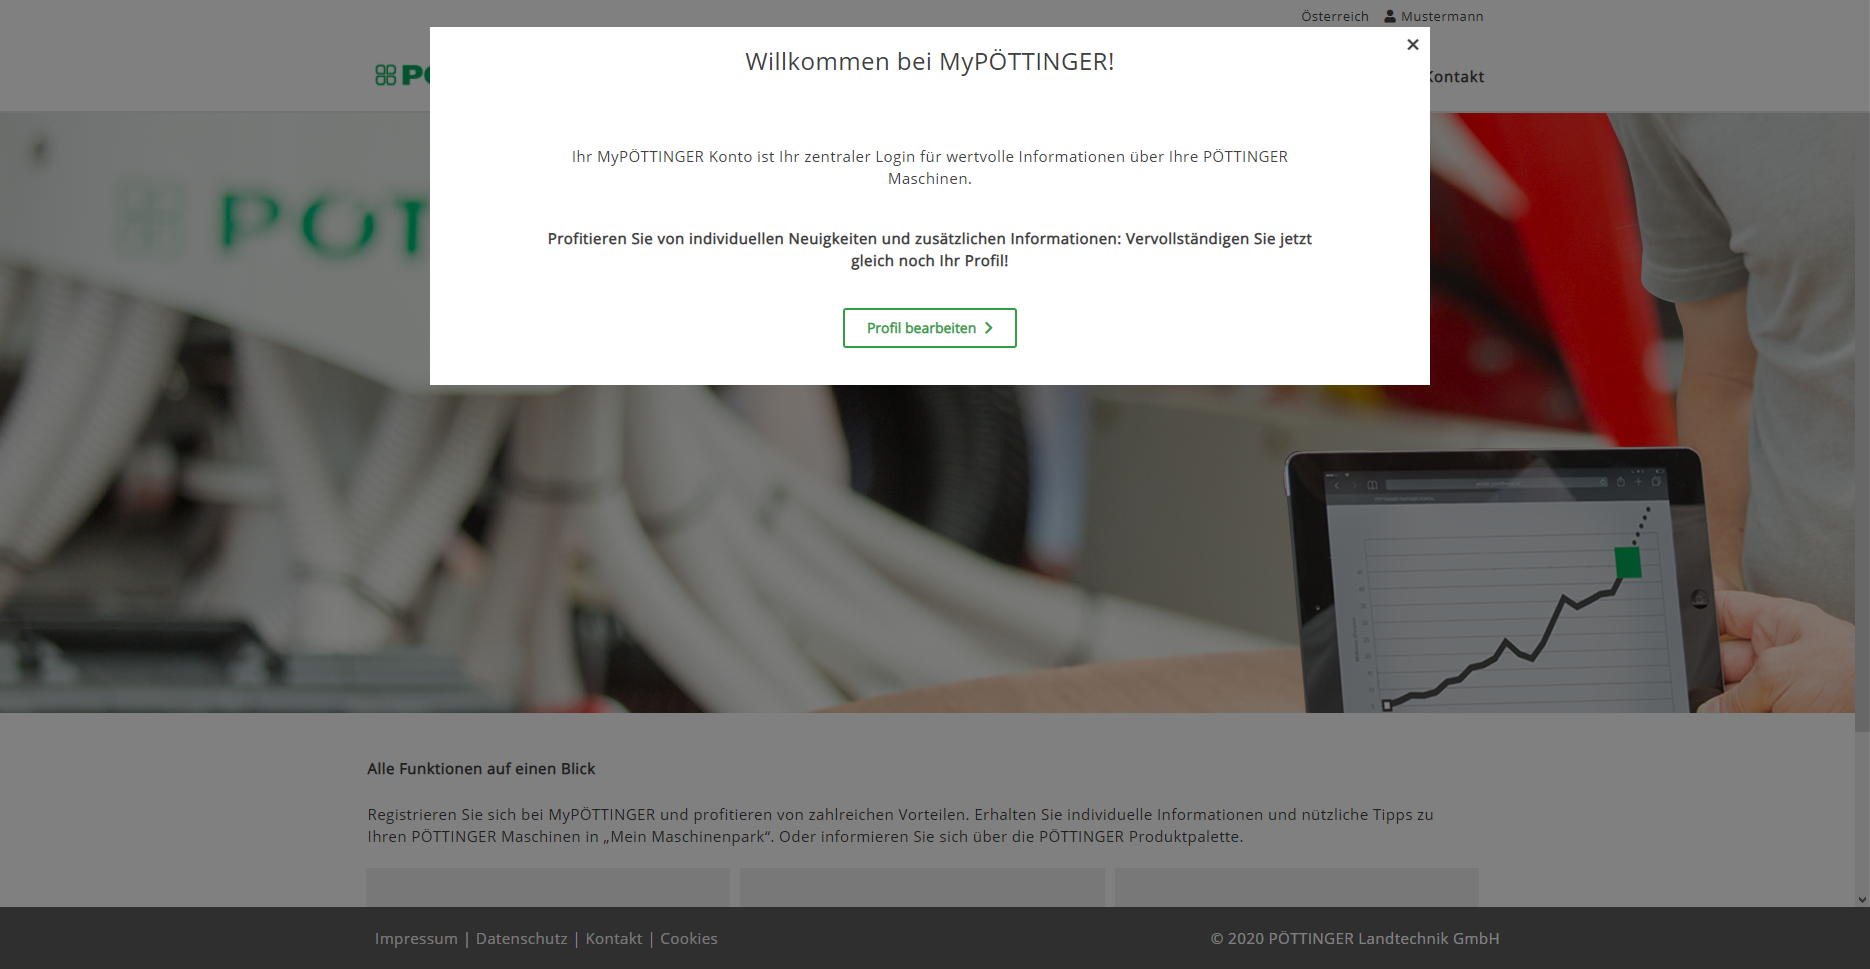 Österreich Mustermann
Willkommen bei MyPÖTTINGER!
Kontakt
Ihr MyPÖTTINGER Konto ist Ihr zentraler Login für wertvolle Informationen über Ihre PÖTTINGER
Maschinen.
PÖT
Profitieren Sie von individuellen Neuigkeiten und zusätzlichen Informationen: Vervollständigen Sie jetzt
gleich noch Ihr Profil!
Profil bearbeiten
Alle Funktionen auf einen Blick
Registrieren Sie sich bei MyPÖTTINGER und profitieren von zahlreichen Vorteilen. Erhalten Sie individuelle Informationen und nützliche Tipps zu
Ihren PÖTTINGER Maschinen in „Mein Maschinenpark“. Oder informieren Sie sich über die PÖTTINGER Produktpalette.
Impressum | Datenschutz | Kontakt | Cookies
© 2020 PÖTTINGER Landtechnik GmbH